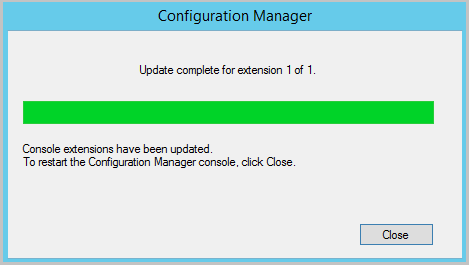 Configuration Manager
Update complete for extension 1 of 1.
Console extensions have been updated.
To restart the Configuration Manager console, click Close.
Close